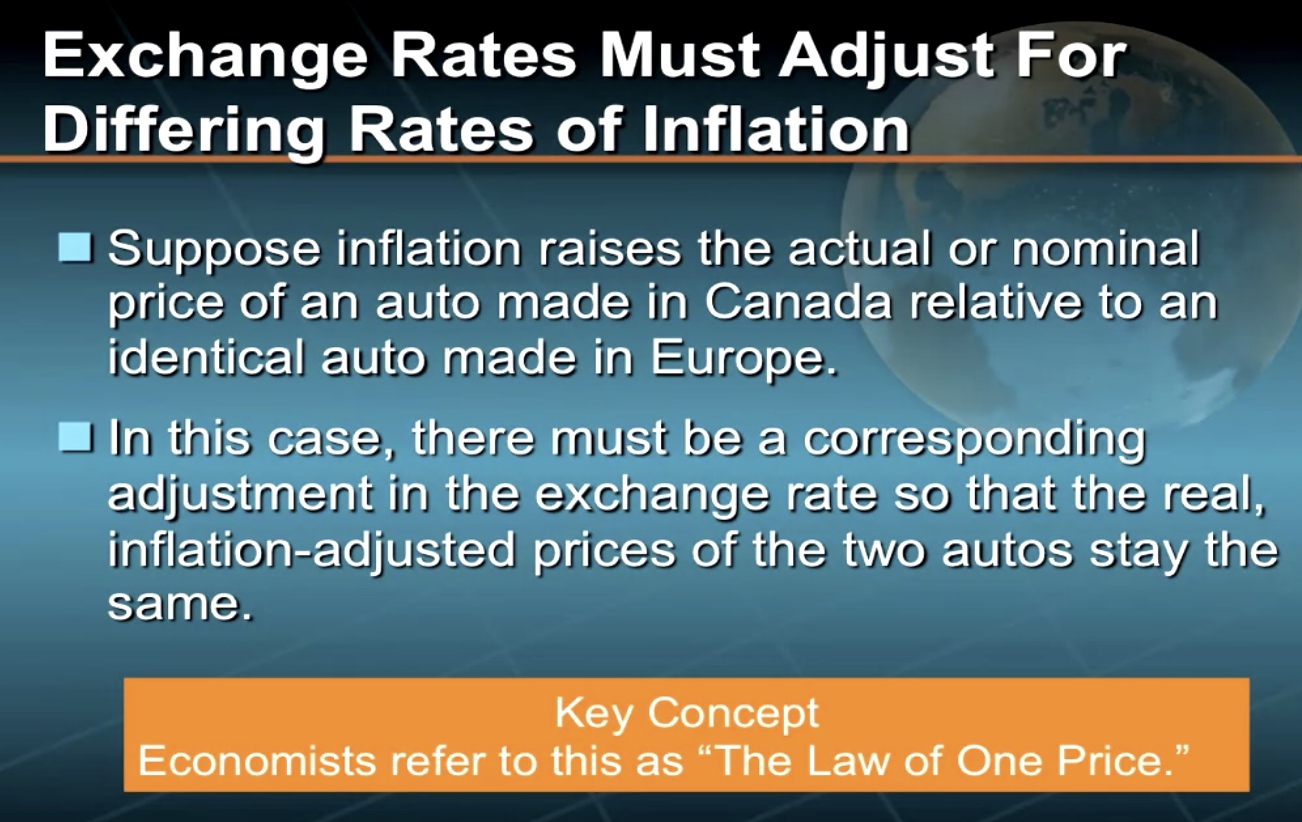 Exchange Rates Must Adjust For
Differing Rates of Inflation
Suppose inflation raises the actual or nominal
price of an auto made in Canada relative to an
identical auto made in Europe.
In this case, there must be a corresponding
adjustment in the exchange rate so that the real,
inflation-adjusted prices of the two autos stay the
same.
Key Concept
Economists refer to this as “The Law of One Price.”